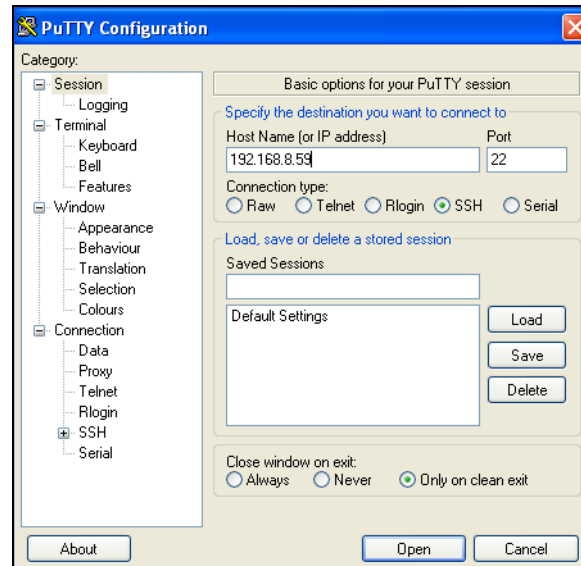 PuTTY Configuration
Category:
Session
Logging
Terminal
Keyboard
Bell
Features
Window
Appearance
Behaviour
Translation
Selection
Colours
Connection
Data
Proxy
Telnet
Rlogin
SSH
Serial
Basic options for your PuTTY session
Specify the destination you want to connect to
Host Name (or IP address) Port
192.168.8.59 22
Connection type:
Raw Telnet Rlogin SSH Serial
Load, save or delete a stored session
Saved Sessions
Default Settings
Load
Save
Delete
Close window on exit:
Always Never Only on clean exit
About Open Cancel